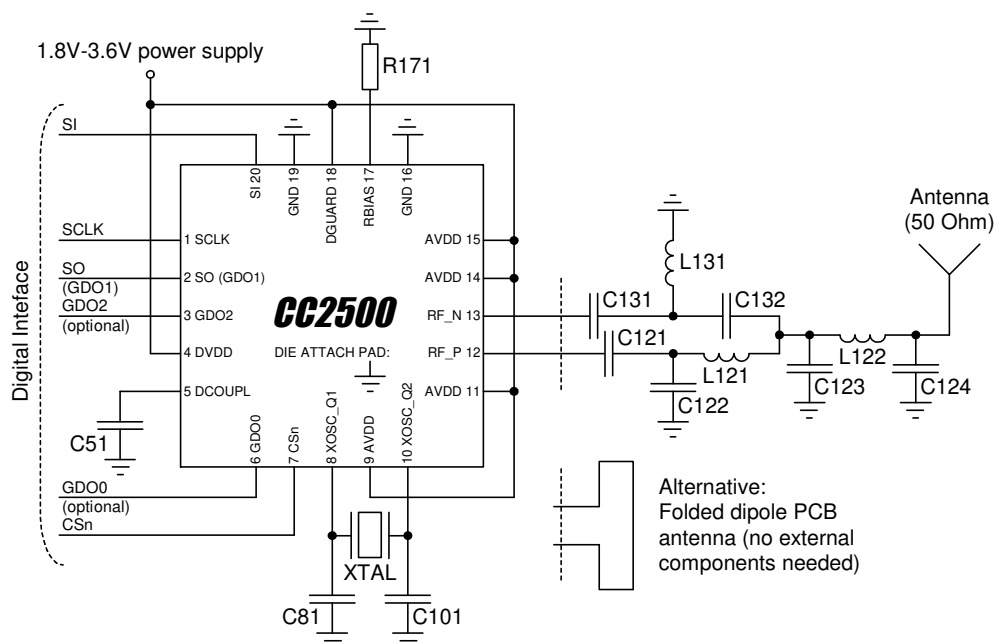 1.8V-3.6V power supply
R171
SI
SI 20
GND 19
DGUARD 18
RBIAS 17
GND 16
Antenna
(50 Ohm)
Digital Inteface
SCLK
1 SCLK
AVDD 15
L131
SO
(GDO1)
2 SO (GDO1)
AVDD 14
GDO2
(optional)
3 GDO2
CC2500
RF_N 13
C131
C132
4 DVDD
DIE ATTACH PAD:
RF_P 12
C121
L121
L122
C122
C123
C124
5 DCOUPL
AVDD 11
C51
6 GDO0
7 CSn
8 XOSC_Q1
9 AVDD
10 XOSC_Q2
GDO0
(optional)
CSn
XTAL
C81
C101
Alternative:
Folded dipole PCB
antenna (no external
components needed)